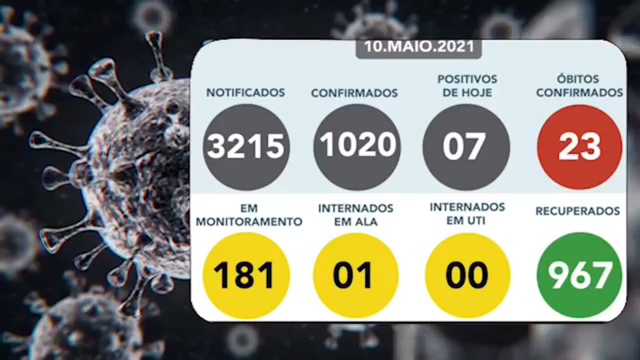 10.MAIO.2021
NOTIFICADOS
3215
CONFIRMADOS
1020
POSITIVOS
DE HOJE
07
ÓBITOS
CONFIRMADOS
23
EM
MONITORAMENTO
181
INTERNADOS
EM ALA
01
INTERNADOS
EM UTI
00
RECUPERADOS
967